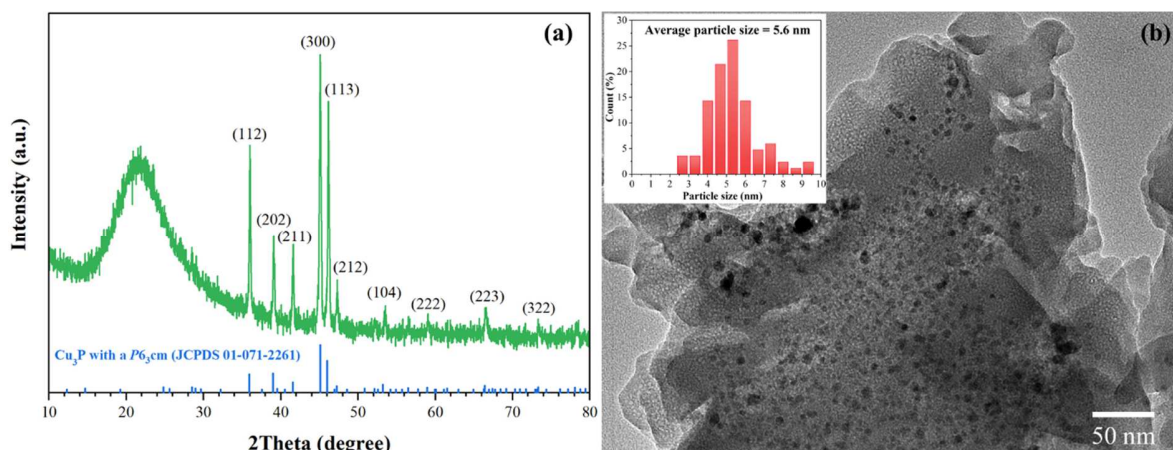 (a)
(300)
(113)
(112)
(202)
(211)
(212)
(104)
(222)
(223)
(322)
Intensity (a.u.)
Cu₃P with a P6₃cm (JCPDS 01-071-2261)
10 20 30 40 50 60 70 80
2Theta (degree)
(b)
Average particle size = 5.6 nm
30
25
20
15
10
5
0
Count (%)
0 1 2 3 4 5 6 7 8 9 10
Particle size (nm)
50 nm